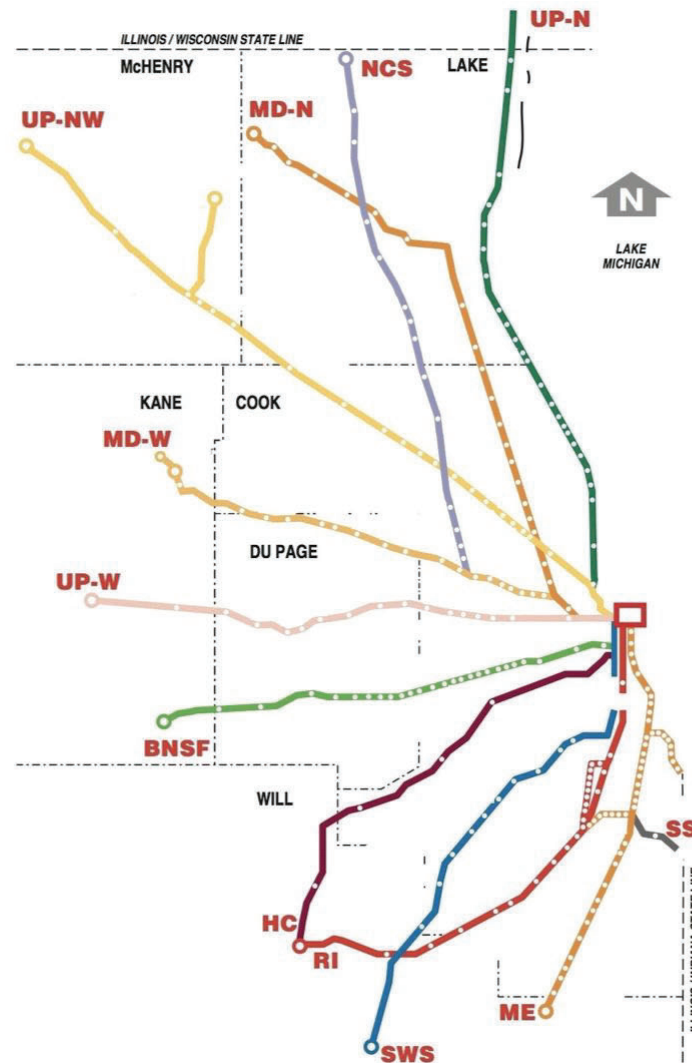 UP-N
ILLINOIS / WISCONSIN STATE LINE
McHENRY
NCS
LAKE
UP-NW
MD-N
N
LAKE
MICHIGAN
KANE
COOK
MD-W
DU PAGE
UP-W
BNSF
WILL
SS
HC
RI
ME
SWS